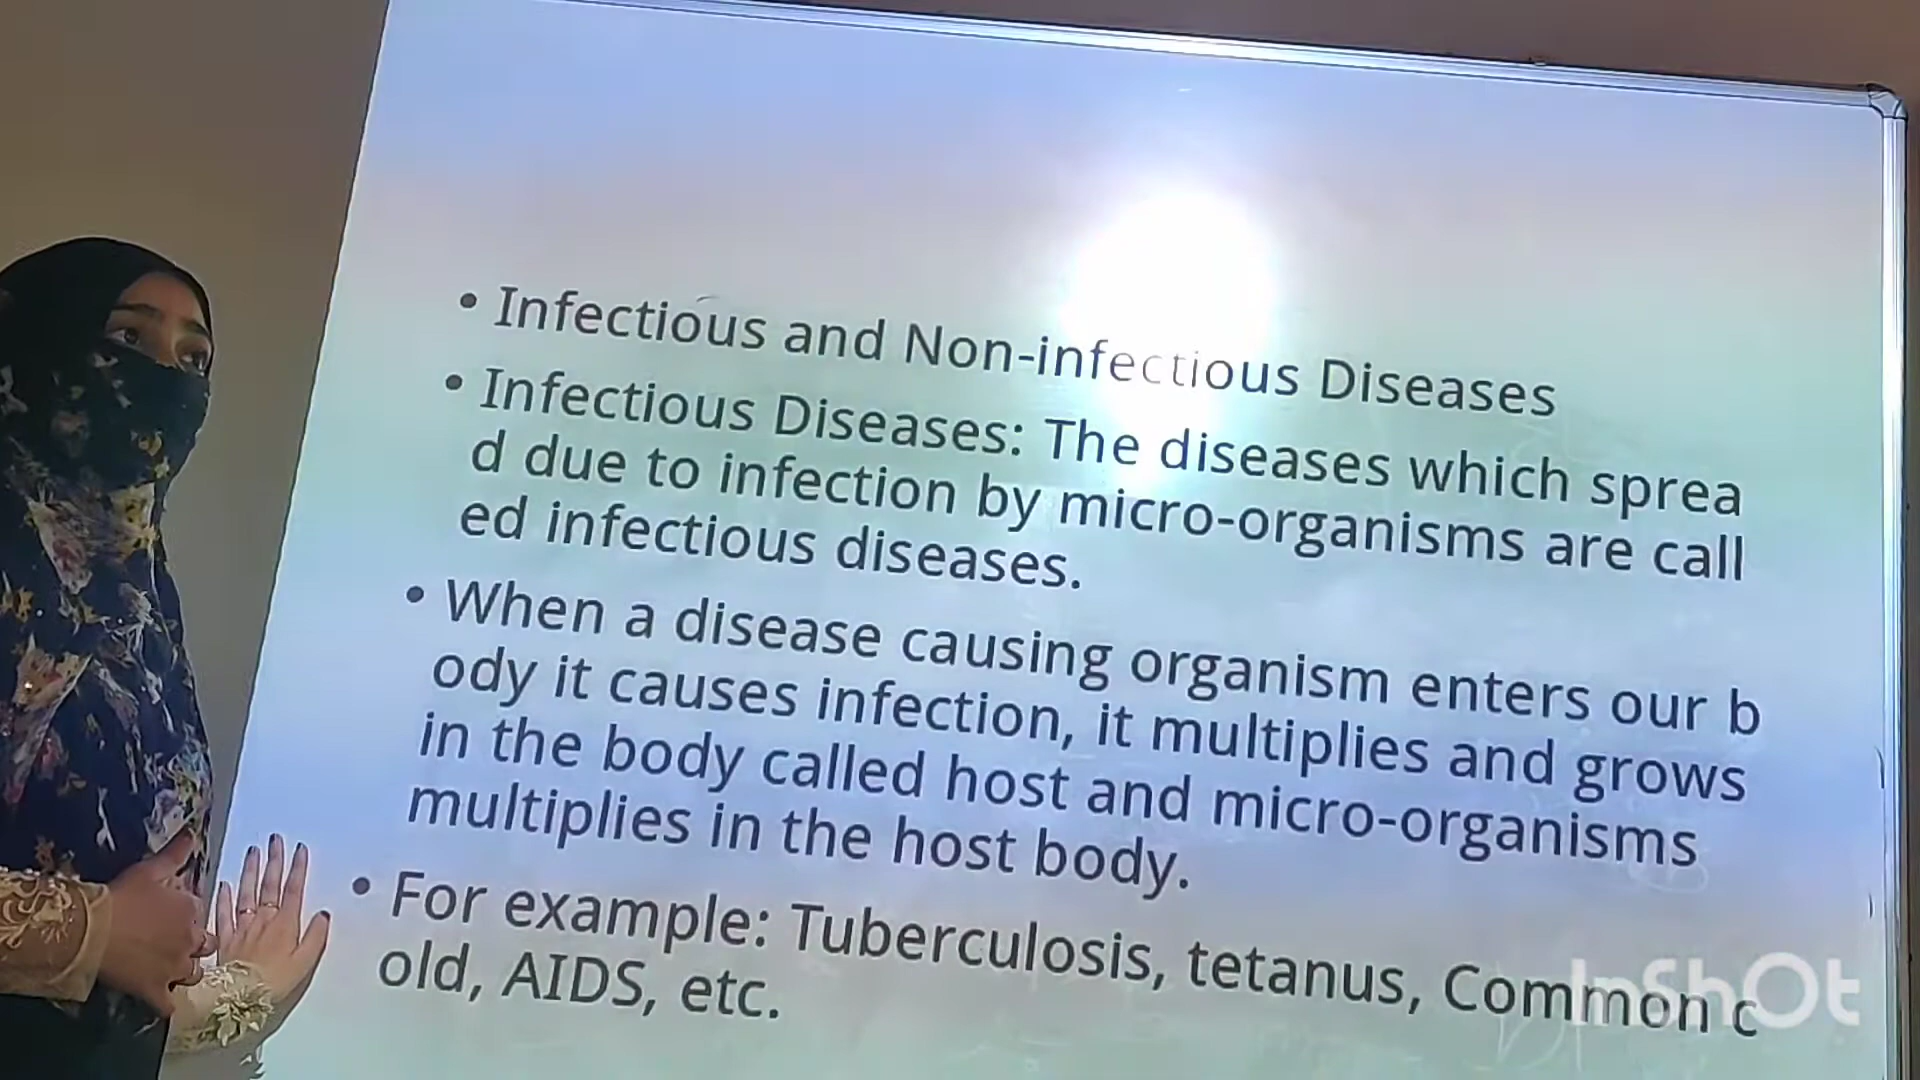 • Infectious and Non-infectious Diseases
• Infectious Diseases: The diseases which sprea
d due to infection by micro-organisms are call
ed infectious diseases.
• When a disease causing organism enters our b
ody it causes infection, it multiplies and grows
in the body called host and micro-organisms
multiplies in the host body.
• For example: Tuberculosis, tetanus, Common c
old, AIDS, etc.
InShOt